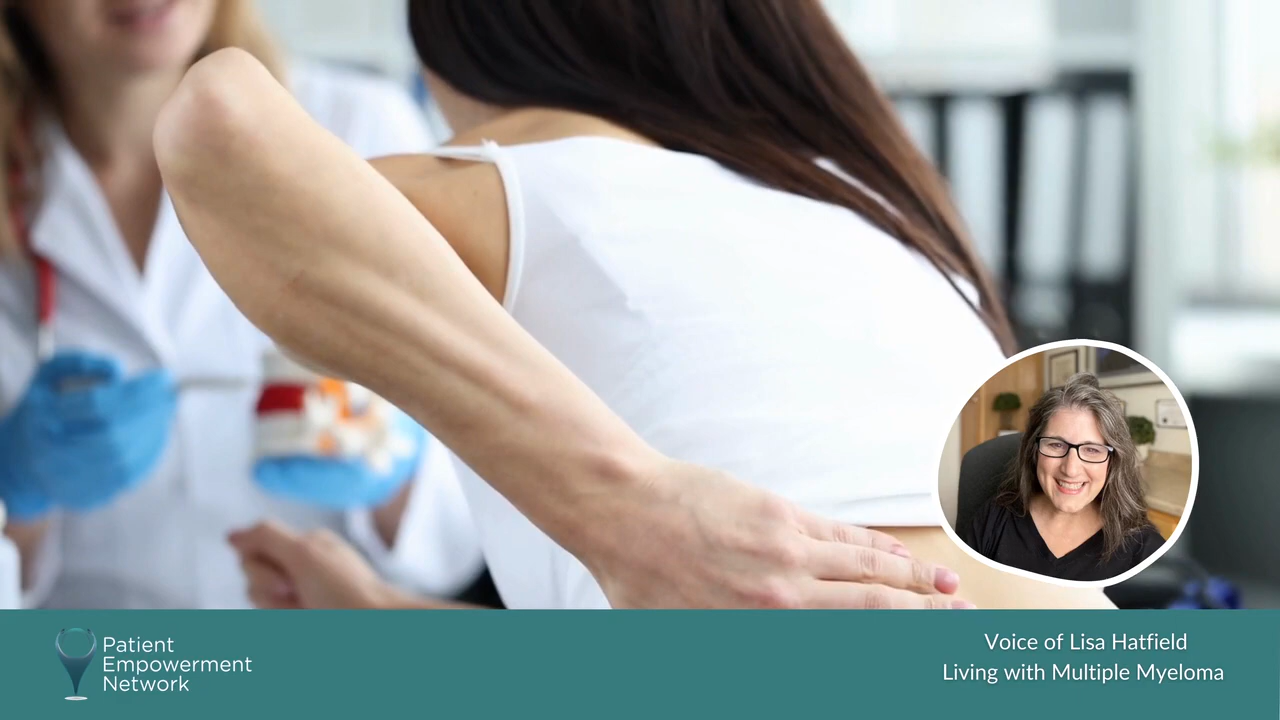 Patient
Empowerment
Network
Voice of Lisa Hatfield
Living with Multiple Myeloma